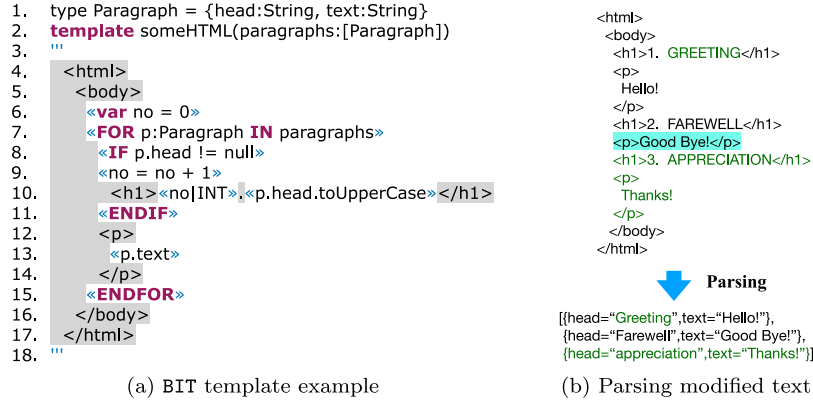 1. type Paragraph = {head:String, text:String}
2. template someHTML(paragraphs:[Paragraph])
3. '''
4. <html>
5. <body>
6. «var no = 0»
7. «FOR p:Paragraph IN paragraphs»
8. «IF p.head != null»
9. «no = no + 1»
10. <h1>«no|INT».«p.head.toUpperCase»</h1>
11. «ENDIF»
12. <p>
13. «p.text»
14. </p>
15. «ENDFOR»
16. </body>
17. </html>
18. '''
(a) BIT template example
<html>
<body>
<h1>1. GREETING</h1>
<p>
Hello!
</p>
<h1>2. FAREWELL</h1>
<p>Good Bye!</p>
<h1>3. APPRECIATION</h1>
<p>
Thanks!
</p>
</body>
</html>
Parsing
[{head="Greeting",text="Hello!"},
{head="Farewell",text="Good Bye!"},
{head="appreciation",text="Thanks!"}]
(b) Parsing modified text